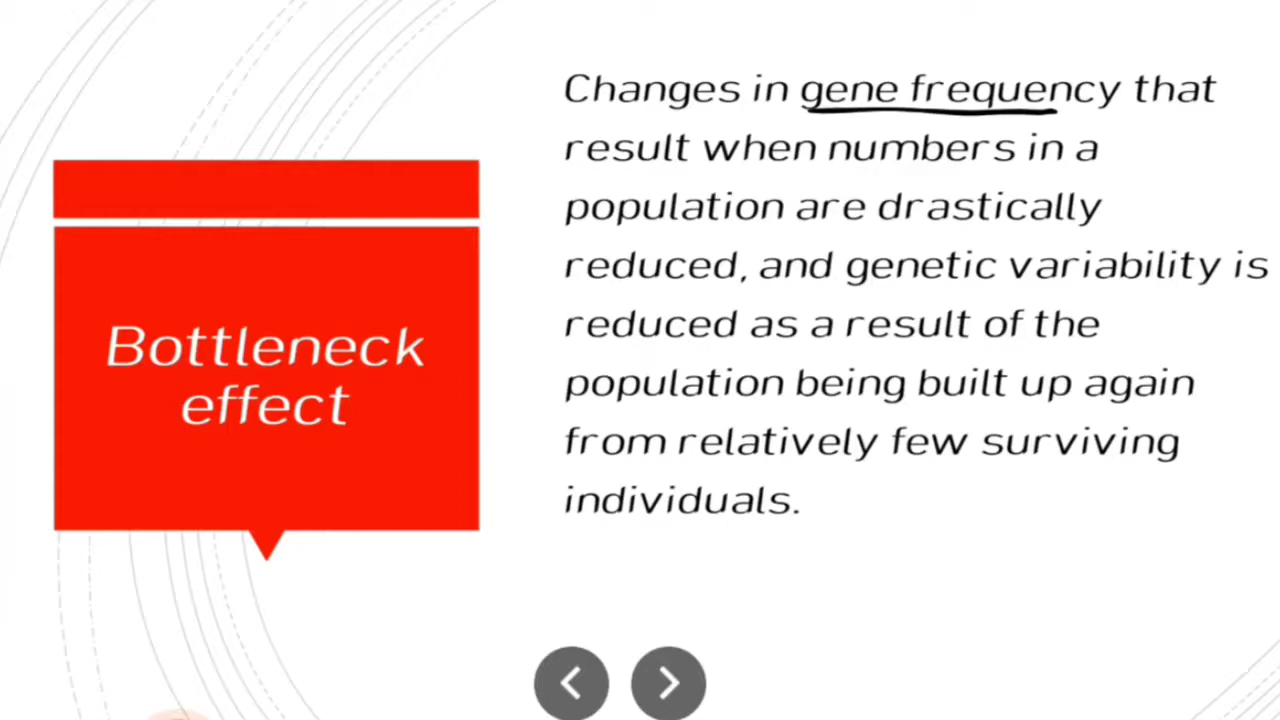 Bottleneck
effect
Changes in gene frequency that
result when numbers in a
population are drastically
reduced, and genetic variability is
reduced as a result of the
population being built up again
from relatively few surviving
individuals.